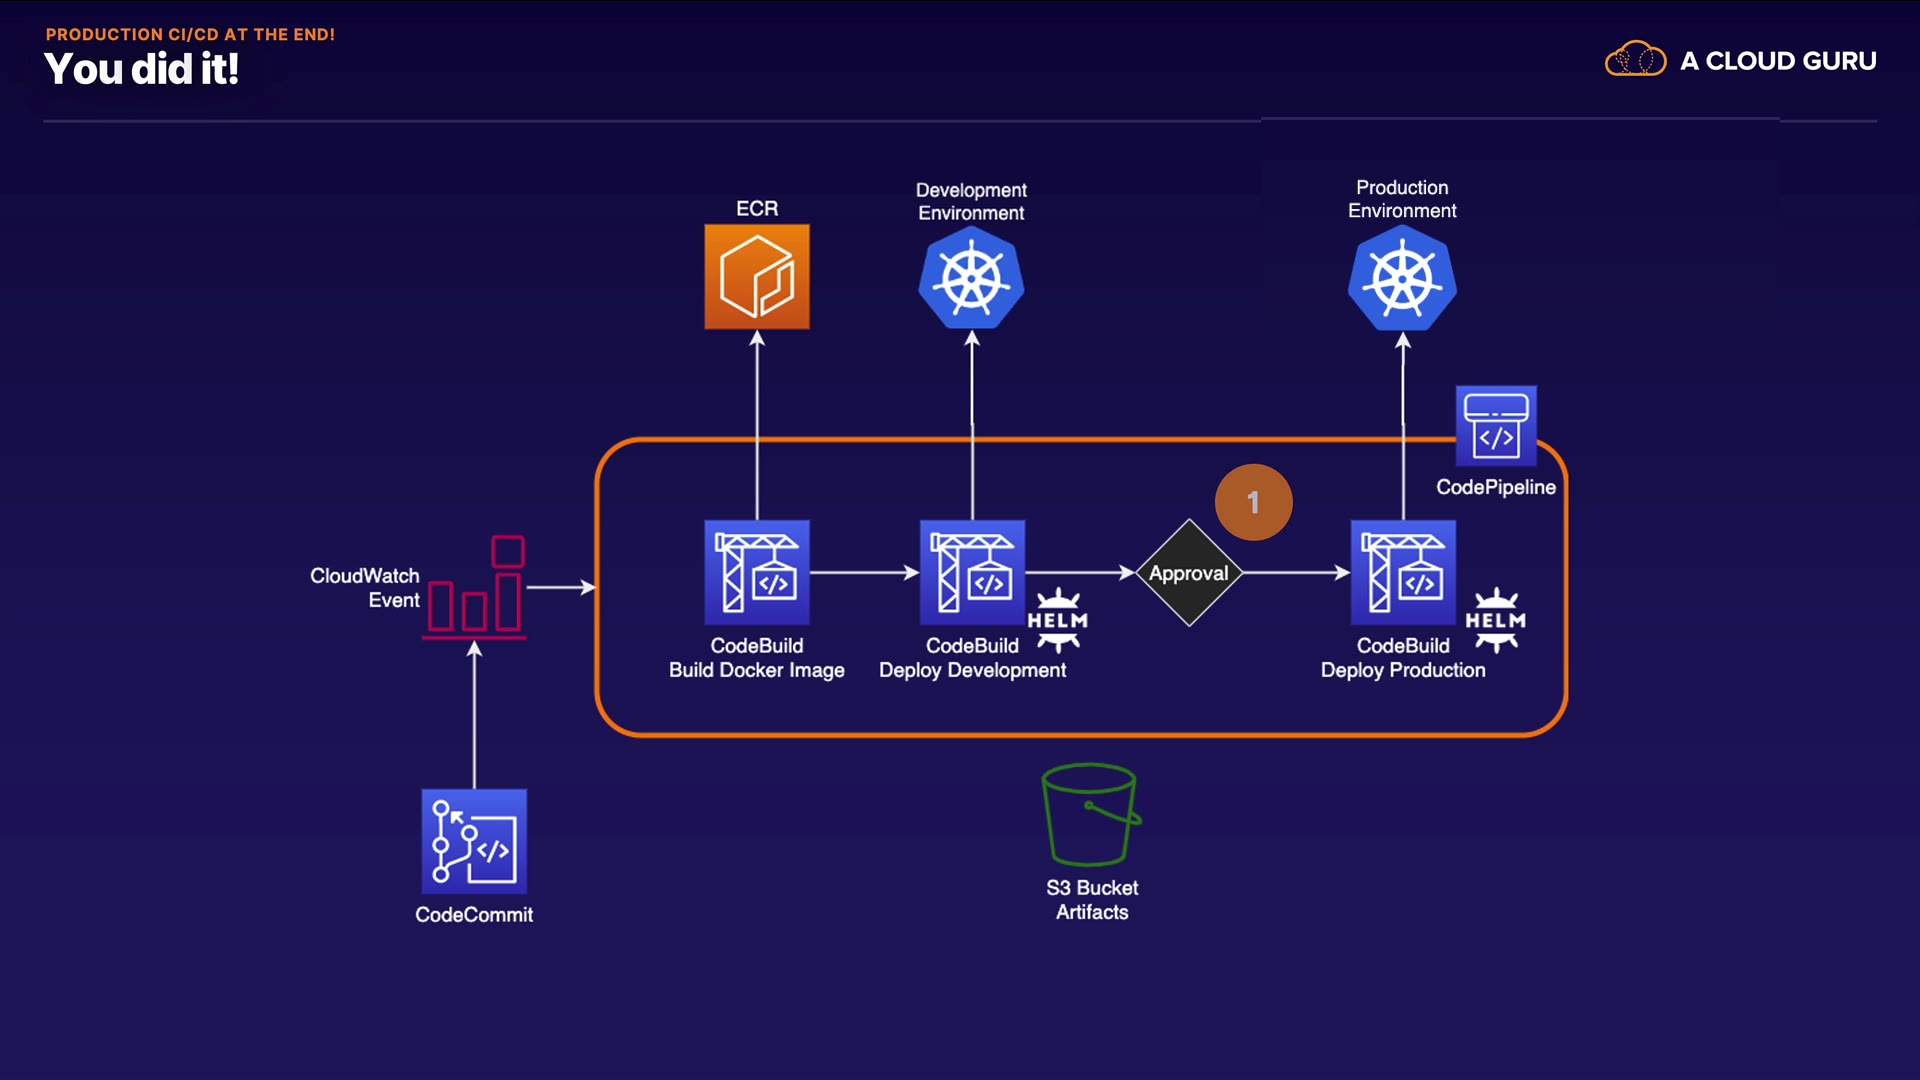 PRODUCTION CI/CD AT THE END!
You did it!
A CLOUD GURU
ECR
Development
Environment
Production
Environment
CodePipeline
1
CloudWatch
Event
Approval
HELM
HELM
CodeBuild
Build Docker Image
CodeBuild
Deploy Development
CodeBuild
Deploy Production
CodeCommit
S3 Bucket
Artifacts